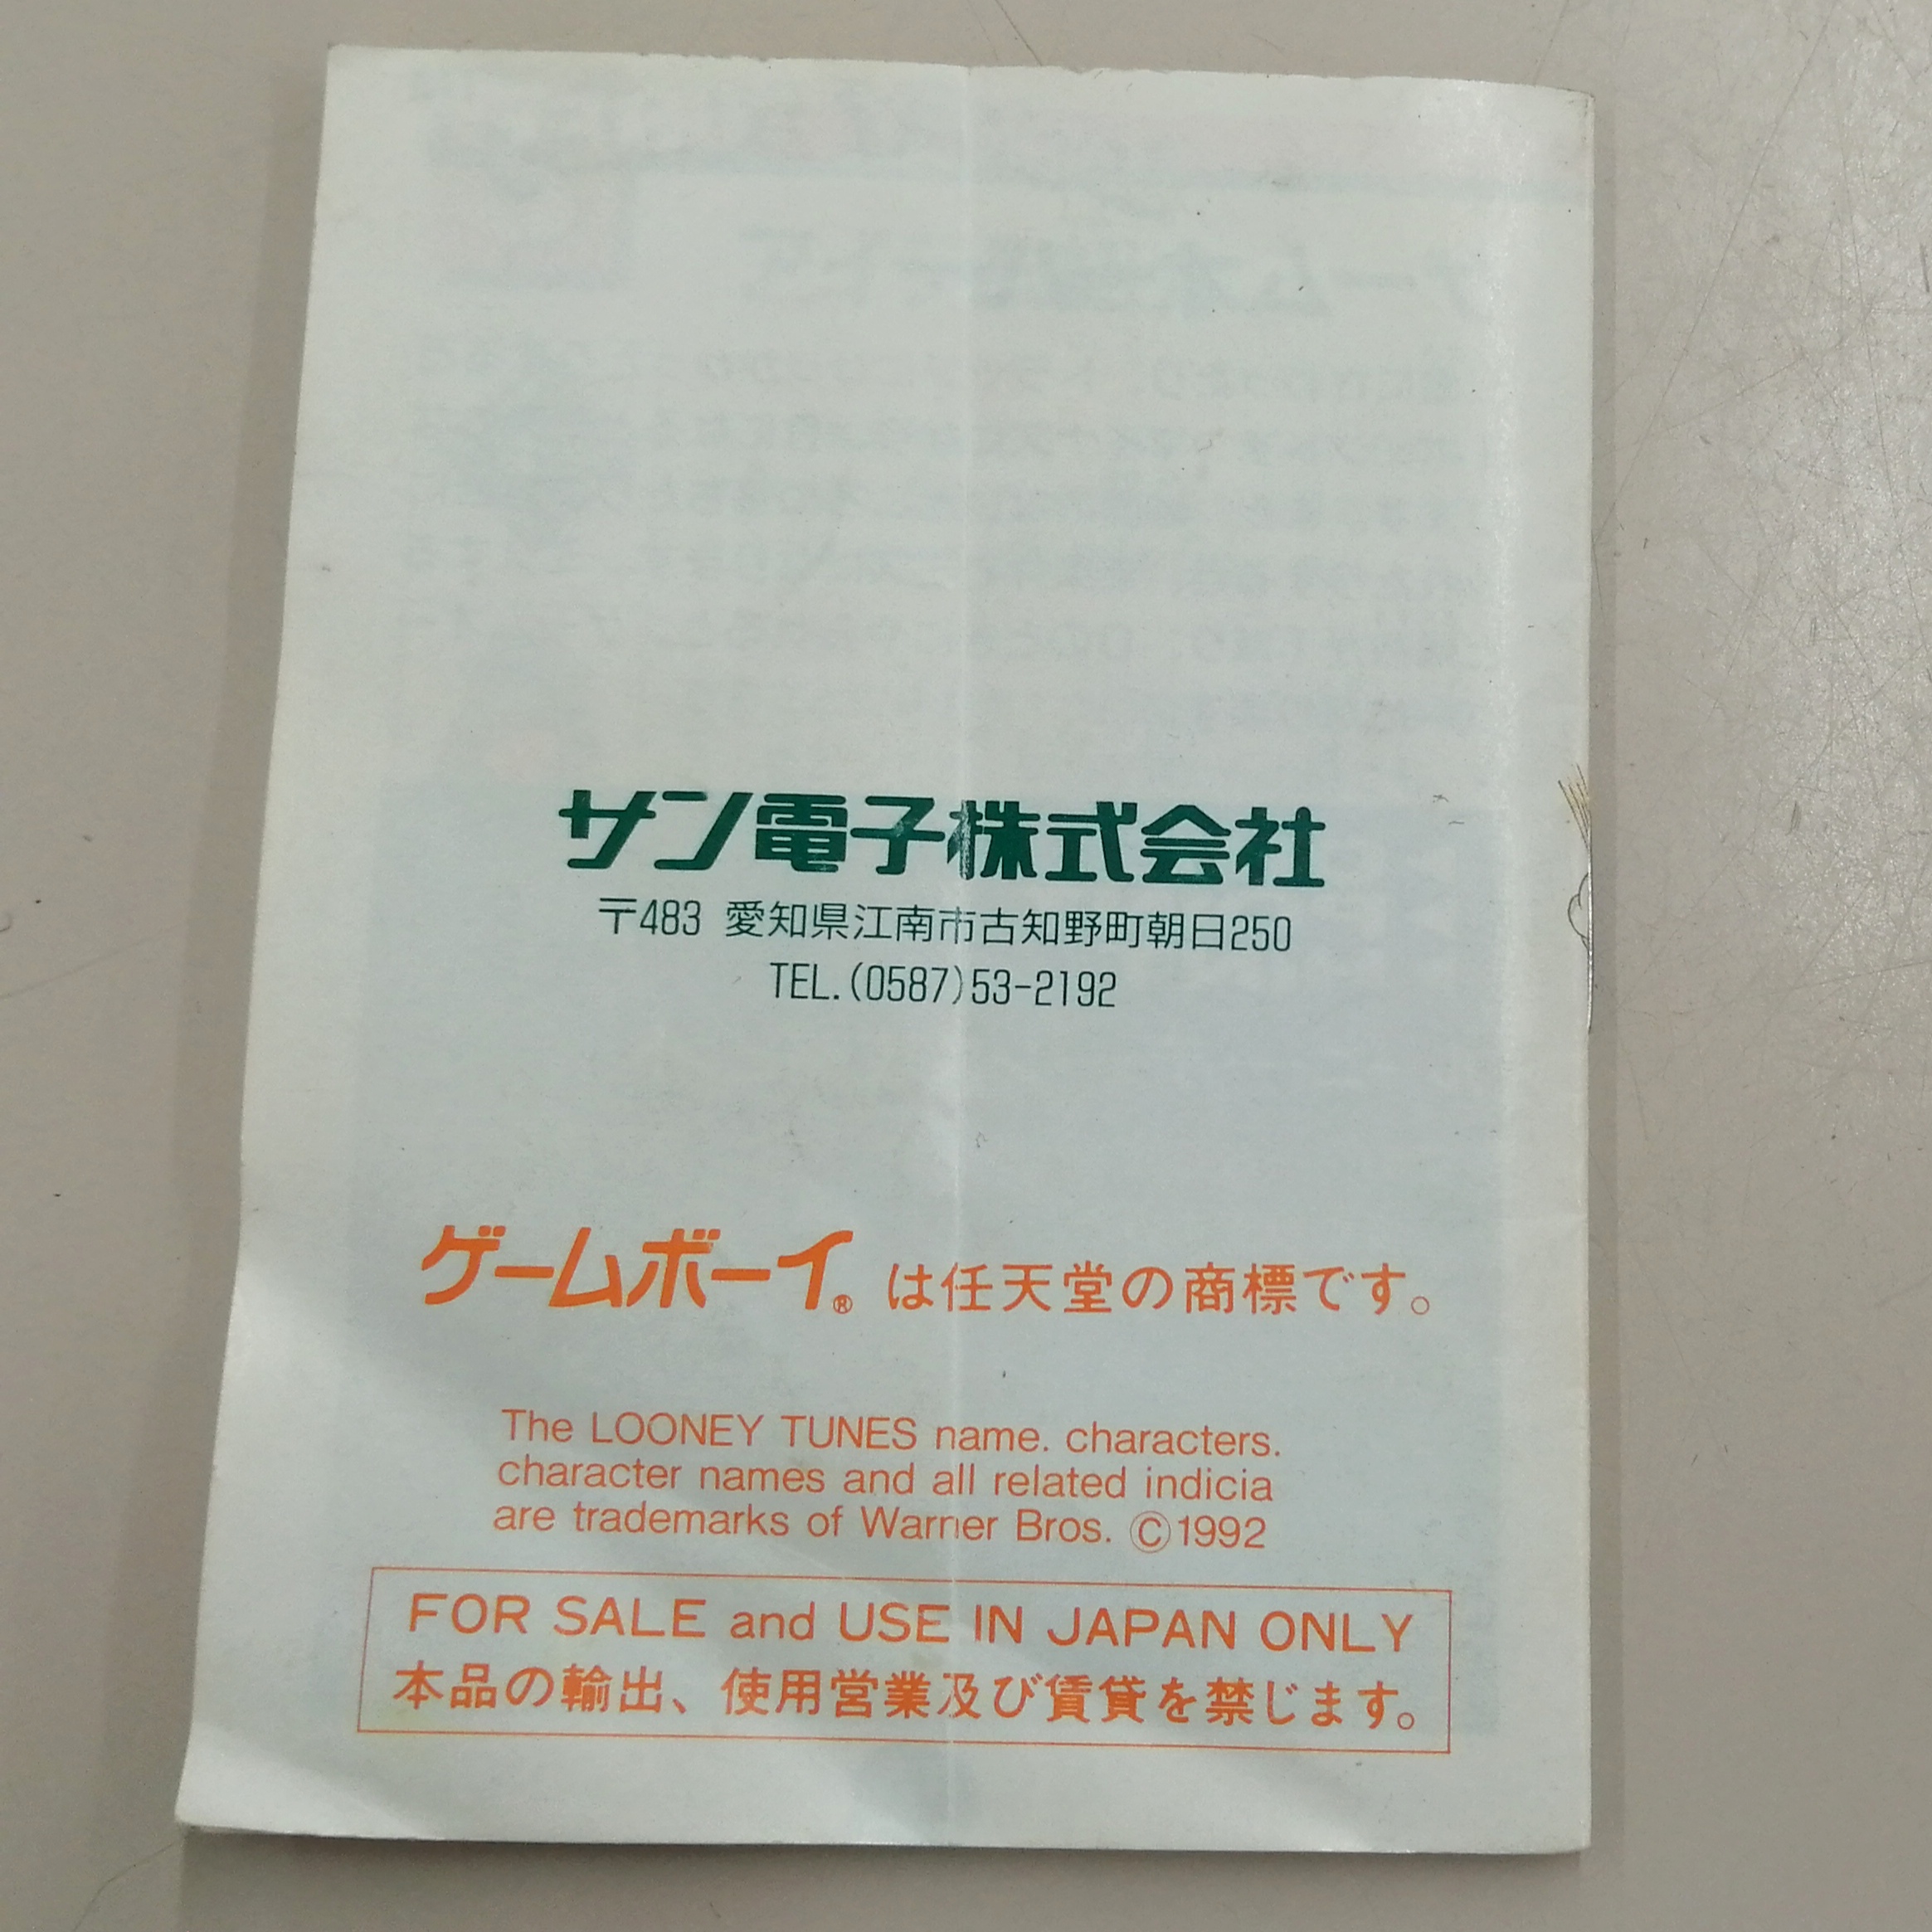 サン電子株式会社
〒483 愛知県江南市古知野町朝日250
TEL.(0587)53-2192
ゲームボーイ® は任天堂の商標です。
The LOONEY TUNES name. characters.
character names and all related indicia
are trademarks of Warner Bros. ©1992
FOR SALE and USE IN JAPAN ONLY
本品の輸出、使用営業及び賃貸を禁じます。